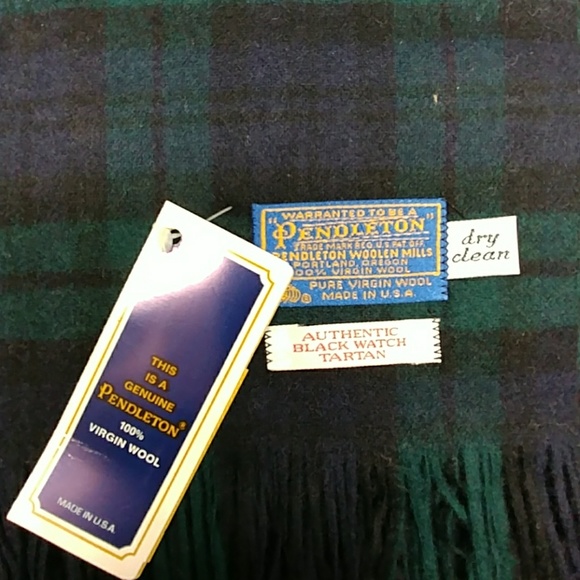 "WARRANTED TO BE A
PENDLETON"
TRADE MARK REG. U.S. PAT. OFF.
PENDLETON WOOLEN MILLS
PORTLAND, OREGON
100% VIRGIN WOOL
PURE VIRGIN WOOL
MADE IN U.S.A.
dry
clean
AUTHENTIC
BLACK WATCH
TARTAN
THIS
IS A
GENUINE
PENDLETON®
100%
VIRGIN WOOL
MADE IN U.S.A.